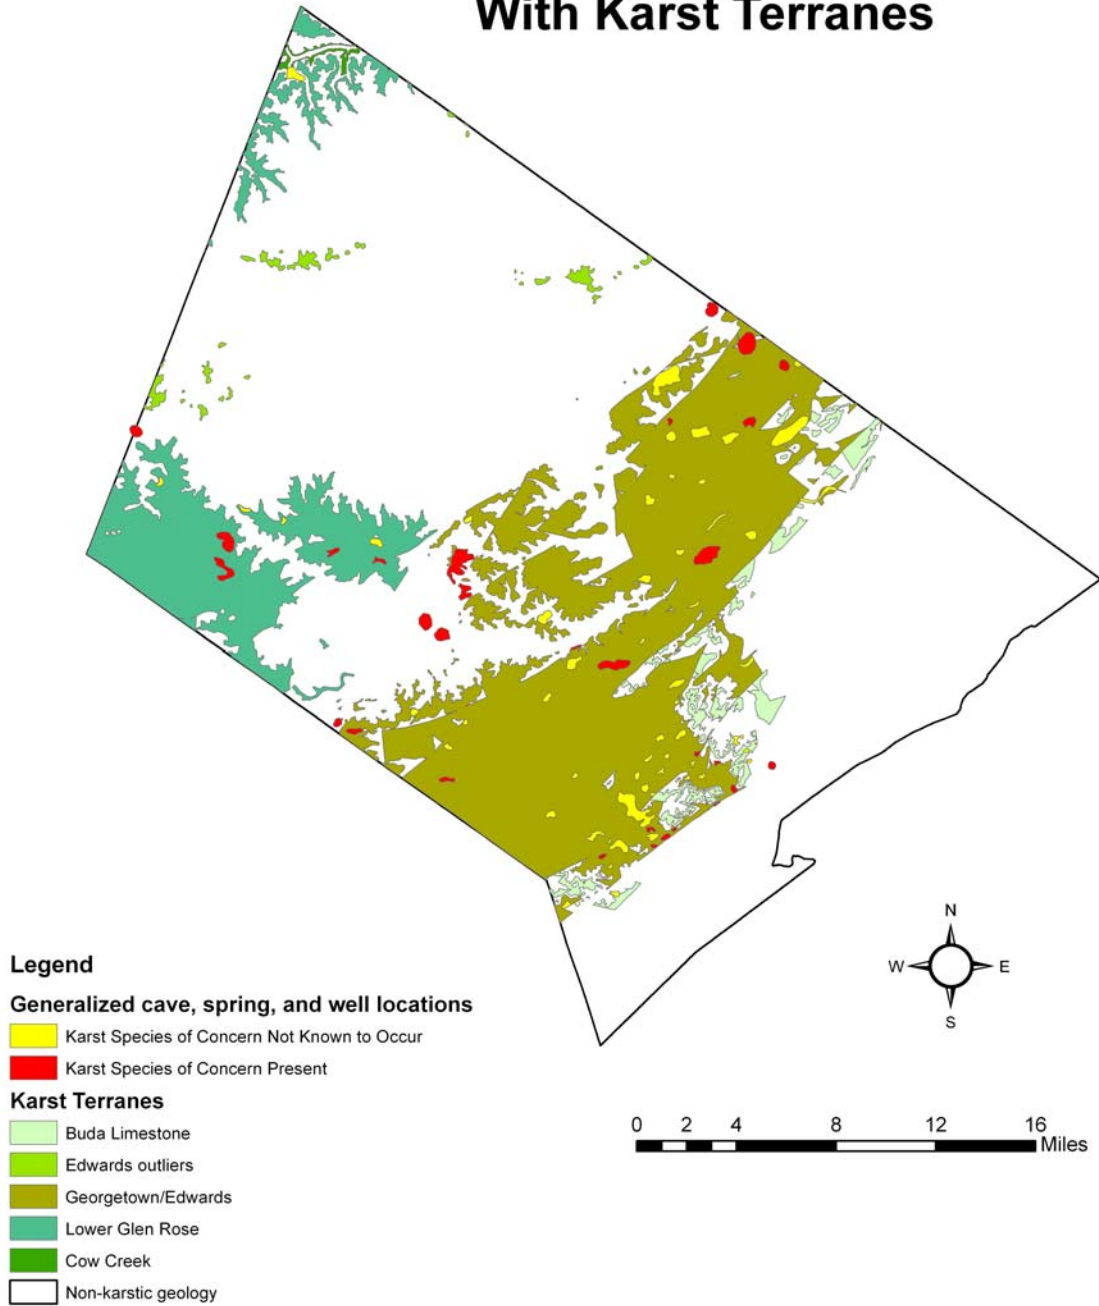 With Karst Terranes
N
W E
S
Legend
Generalized cave, spring, and well locations
Karst Species of Concern Not Known to Occur
Karst Species of Concern Present
Karst Terranes
Buda Limestone
Edwards outliers
Georgetown/Edwards
Lower Glen Rose
Cow Creek
Non-karstic geology
0 2 4 8 12 16
Miles